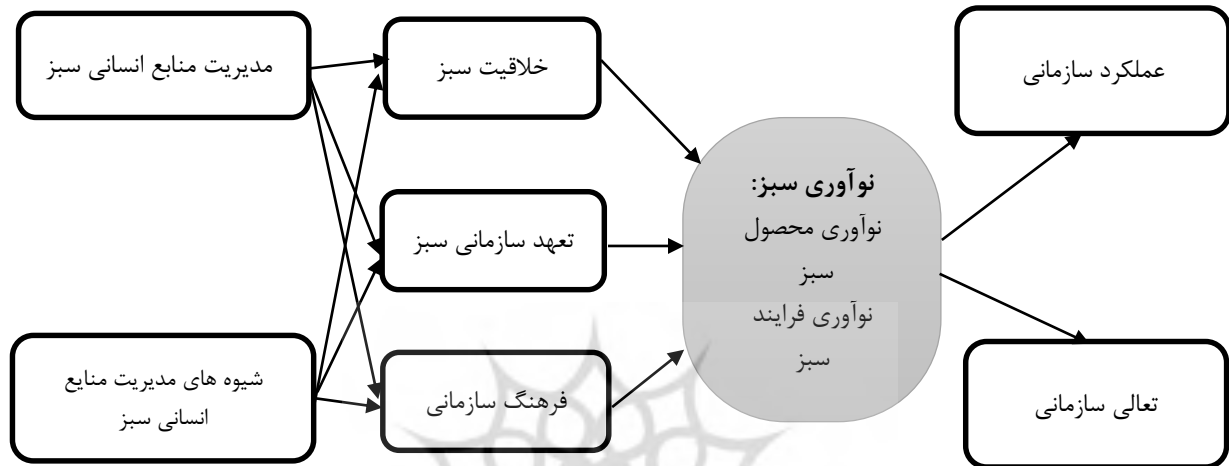 مدیریت منابع انسانی سبز
شیوه های مدیریت منابع
انسانی سبز
خلاقیت سبز
تعهد سازمانی سبز
فرهنگ سازمانی
نوآوری سبز:
نوآوری محصول
سبز
نوآوری فرایند
سبز
عملکرد سازمانی
تعالی سازمانی